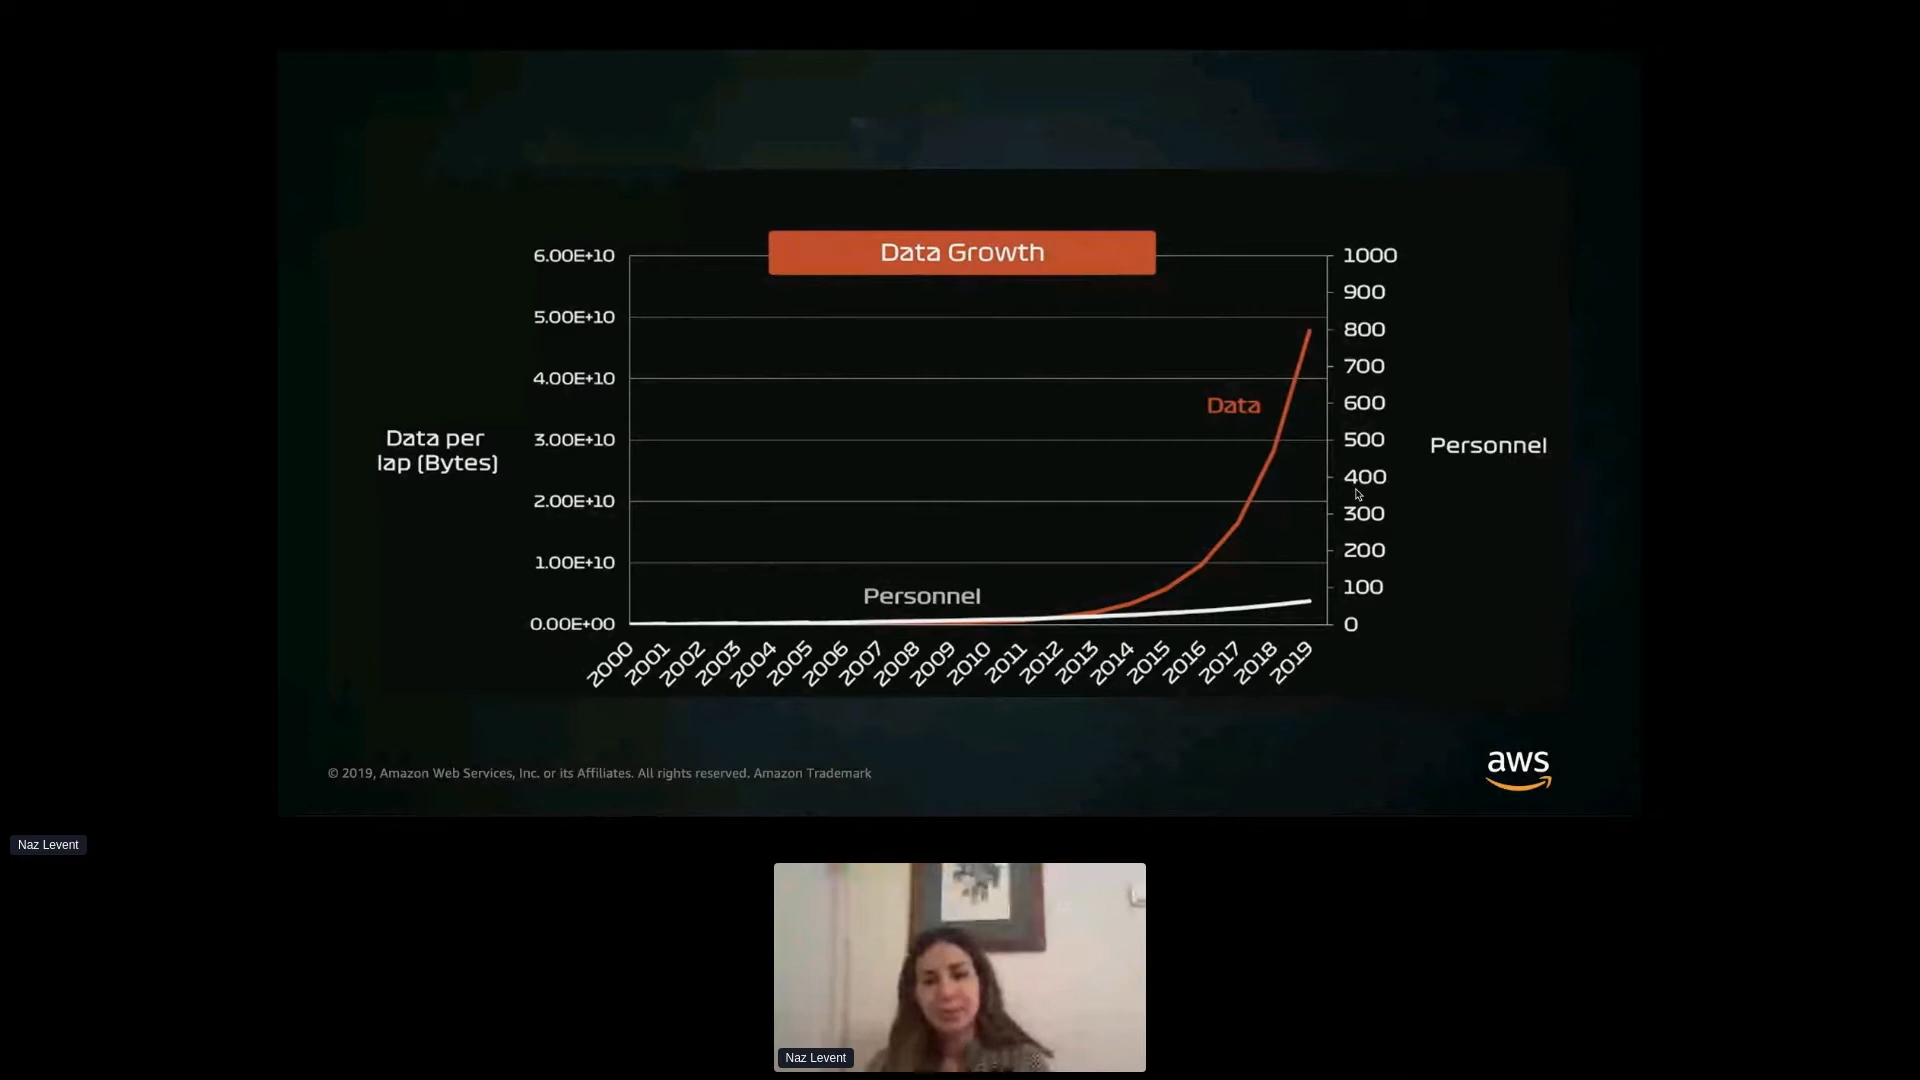 Data Growth
6.00E+10
5.00E+10
4.00E+10
3.00E+10
2.00E+10
1.00E+10
0.00E+00
Data per
lap (Bytes)
Data
Personnel
1000
900
800
700
600
500
400
300
200
100
0
Personnel
2000
2001
2002
2003
2004
2005
2006
2007
2008
2009
2010
2011
2012
2013
2014
2015
2016
2017
2018
2019
© 2019, Amazon Web Services, Inc. or its Affiliates. All rights reserved. Amazon Trademark
aws
Naz Levent
Naz Levent